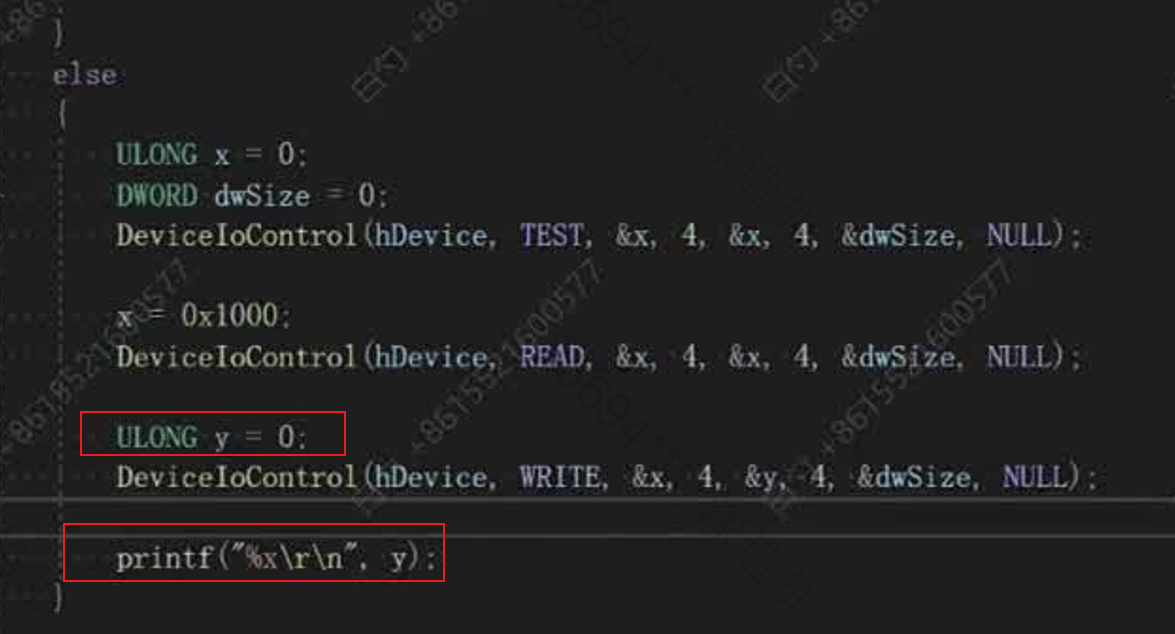 }
else
{
ULONG x = 0;
DWORD dwSize = 0;
DeviceIoControl(hDevice, TEST, &x, 4, &x, 4, &dwSize, NULL);
x = 0x1000;
DeviceIoControl(hDevice, READ, &x, 4, &x, 4, &dwSize, NULL);
ULONG y = 0;
DeviceIoControl(hDevice, WRITE, &x, 4, &y, 4, &dwSize, NULL);
printf("%x\r\n", y);
}